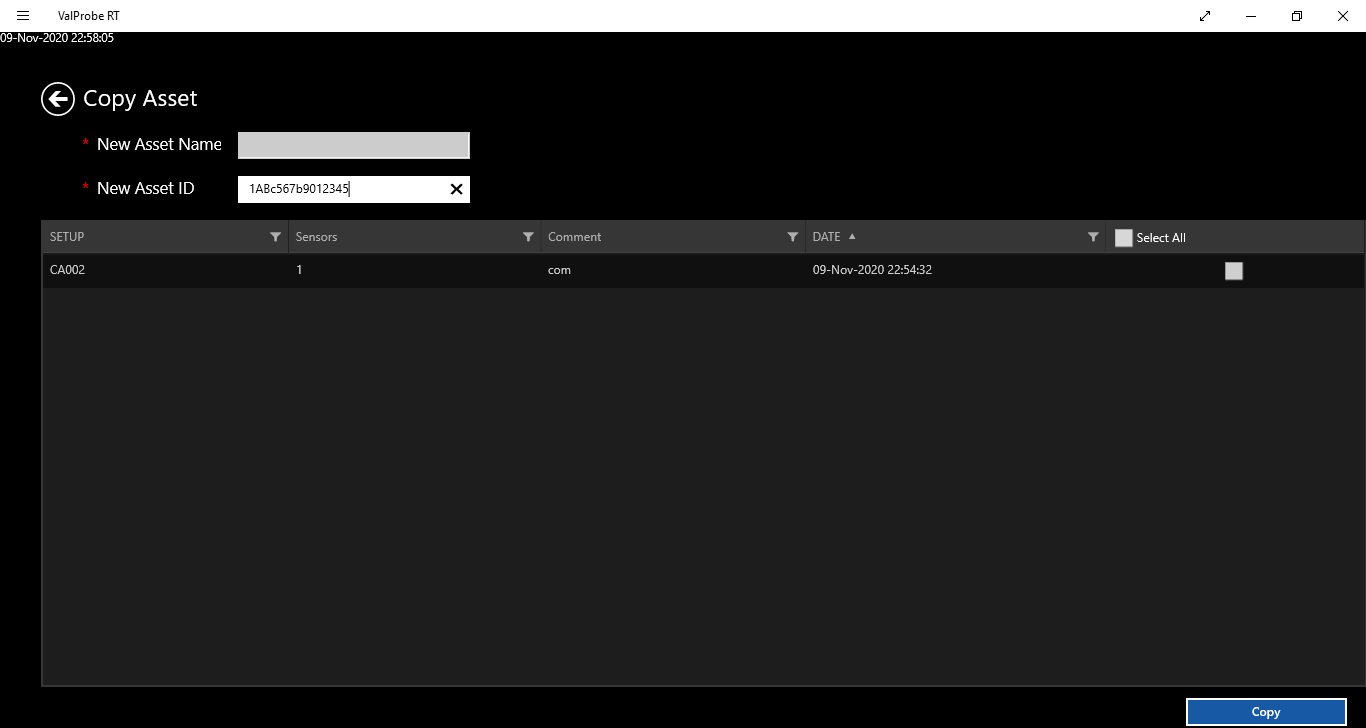 ValProbe RT
09-Nov-2020 22:58:05
Copy Asset
* New Asset Name
* New Asset ID 1ABc567b9012345
SETUP Sensors Comment DATE Select All
CA002 1 com 09-Nov-2020 22:54:32
Copy